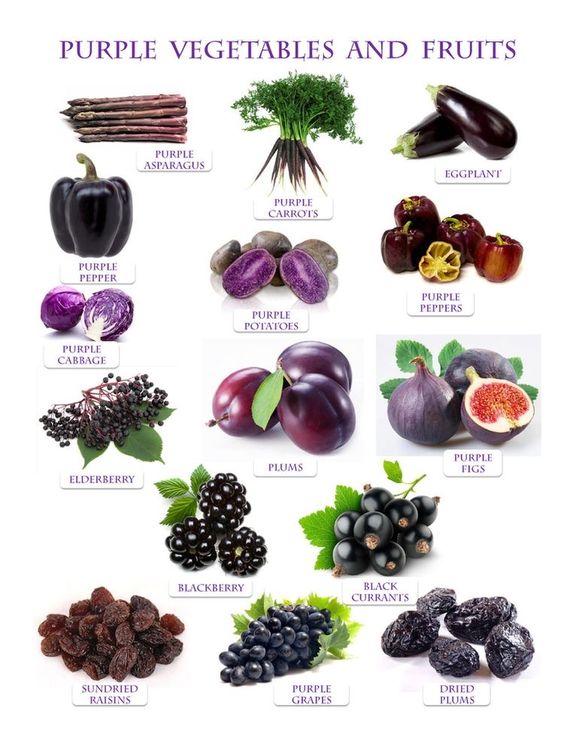 PURPLE VEGETABLES AND FRUITS
PURPLE
ASPARAGUS
PURPLE
CARROTS
EGGPLANT
PURPLE
PEPPER
PURPLE
POTATOES
PURPLE
PEPPERS
PURPLE
CABBAGE
ELDERBERRY
PLUMS
PURPLE
FIGS
BLACKBERRY
BLACK
CURRANTS
SUNDRIED
RAISINS
PURPLE
GRAPES
DRIED
PLUMS